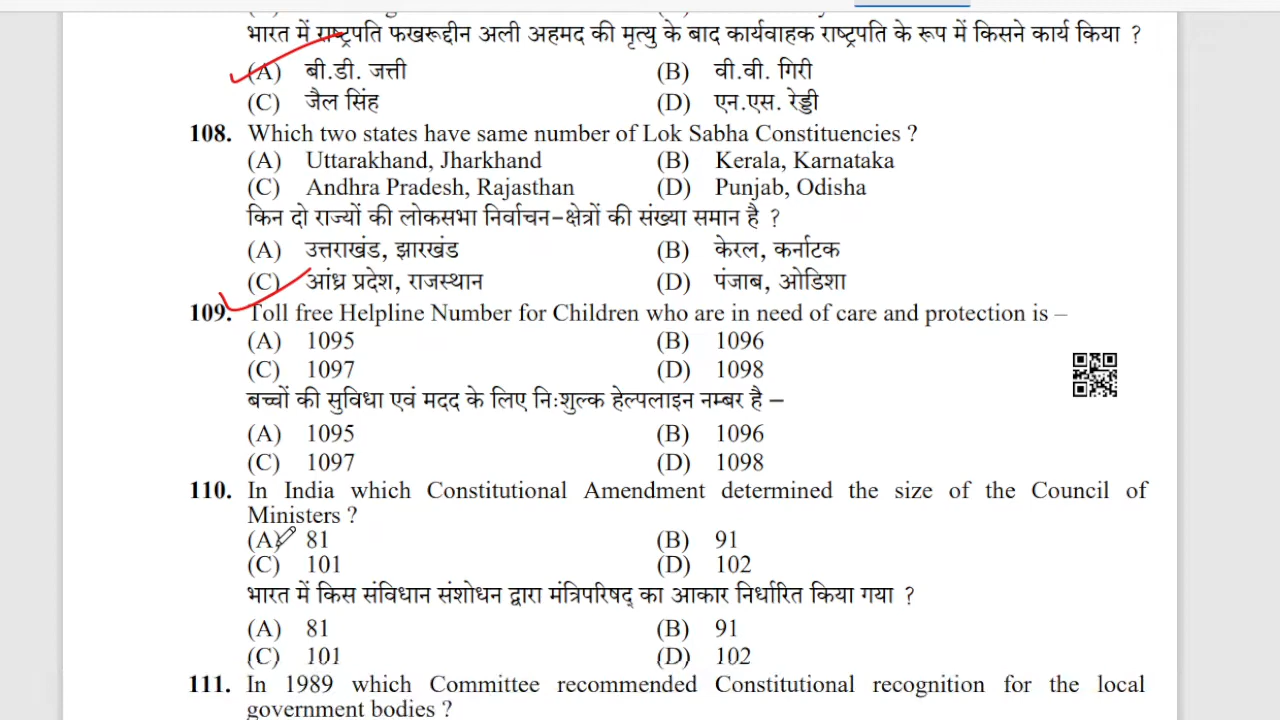 भारत में राष्ट्रपति फखरूद्दीन अली अहमद की मृत्यु के बाद कार्यवाहक राष्ट्रपति के रूप में किसने कार्य किया ?
(A) बी.डी. जत्ती (B) वी.वी. गिरी
(C) जैल सिंह (D) एन.एस. रेड्डी
108. Which two states have same number of Lok Sabha Constituencies ?
(A) Uttarakhand, Jharkhand (B) Kerala, Karnataka
(C) Andhra Pradesh, Rajasthan (D) Punjab, Odisha
किन दो राज्यों की लोकसभा निर्वाचन-क्षेत्रों की संख्या समान है ?
(A) उत्तराखंड, झारखंड (B) केरल, कर्नाटक
(C) आंध्र प्रदेश, राजस्थान (D) पंजाब, ओडिशा
109. Toll free Helpline Number for Children who are in need of care and protection is –
(A) 1095 (B) 1096
(C) 1097 (D) 1098
बच्चों की सुविधा एवं मदद के लिए निःशुल्क हेल्पलाइन नम्बर है –
(A) 1095 (B) 1096
(C) 1097 (D) 1098
110. In India which Constitutional Amendment determined the size of the Council of
Ministers ?
(A) 81 (B) 91
(C) 101 (D) 102
भारत में किस संविधान संशोधन द्वारा मंत्रिपरिषद् का आकार निर्धारित किया गया ?
(A) 81 (B) 91
(C) 101 (D) 102
111. In 1989 which Committee recommended Constitutional recognition for the local
government bodies ?